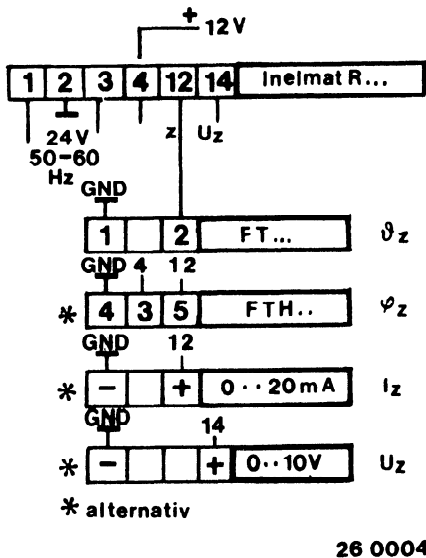 + 12V
1 2 3 4 12 14 Inelmat R...
24V z Uz
50-60
Hz
GND
1 2 FT... ϑz
GND 4 12
* 4 3 5 FTH.. φz
GND 12
* - + 0··20mA Iz
GND 14
* - + 0··10V Uz
* alternativ
26 0004